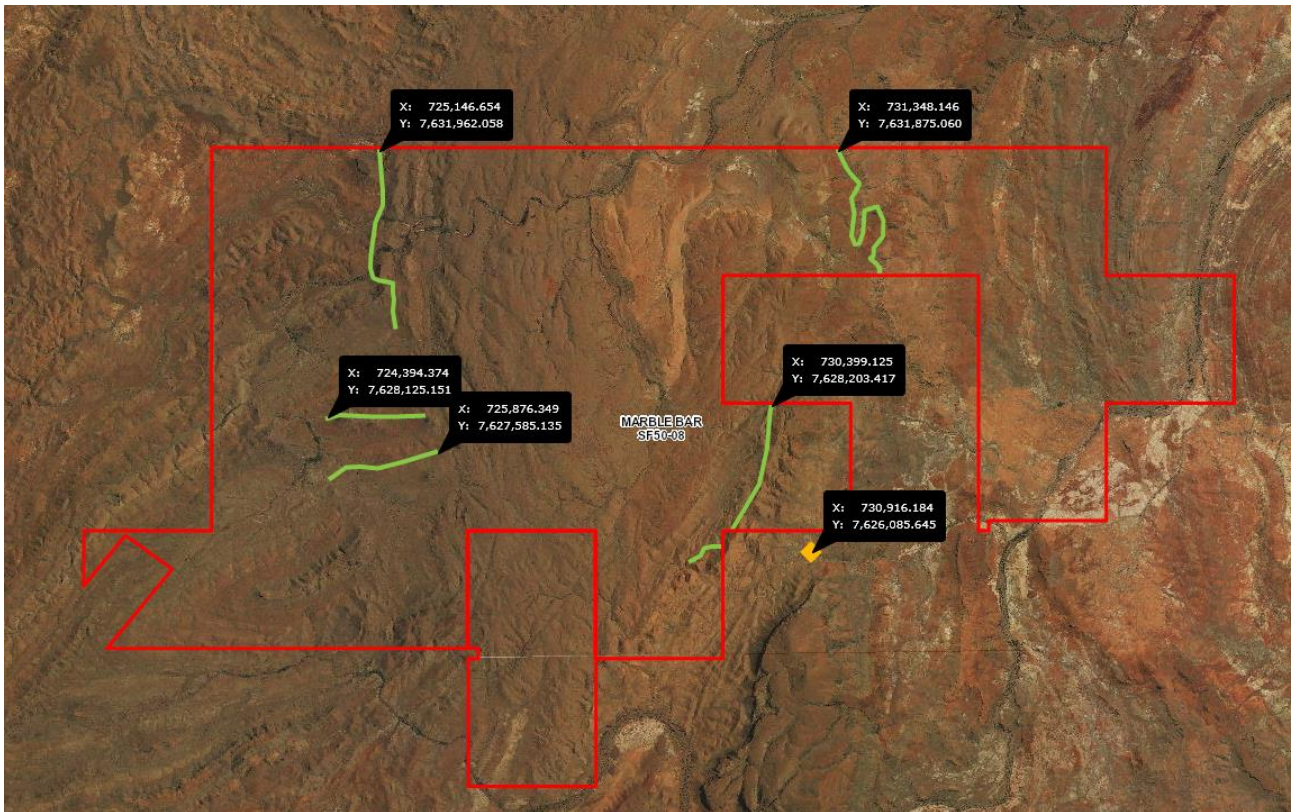 X: 725,146.654
Y: 7,631,962.058
X: 731,348.146
Y: 7,631,875.060
X: 730,399.125
Y: 7,628,203.417
X: 724,394.374
Y: 7,628,125.151
X: 725,876.349
Y: 7,627,585.135
MARBLE BAR
SF50-08
X: 730,916.184
Y: 7,626,085.645